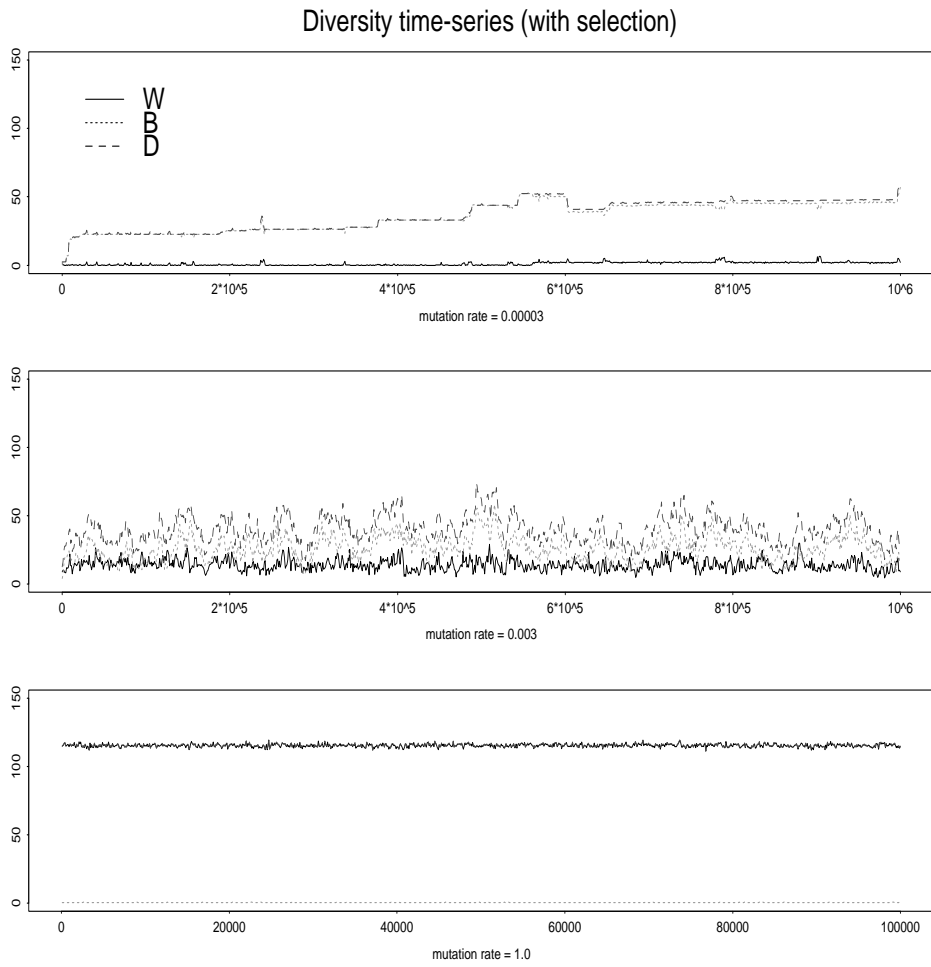 Diversity time-series (with selection)
150
100
50
0
W
B
D
0 2*10^5 4*10^5 6*10^5 8*10^5 10^6
mutation rate = 0.00003
150
100
50
0
0 2*10^5 4*10^5 6*10^5 8*10^5 10^6
mutation rate = 0.003
150
100
50
0
0 20000 40000 60000 80000 100000
mutation rate = 1.0